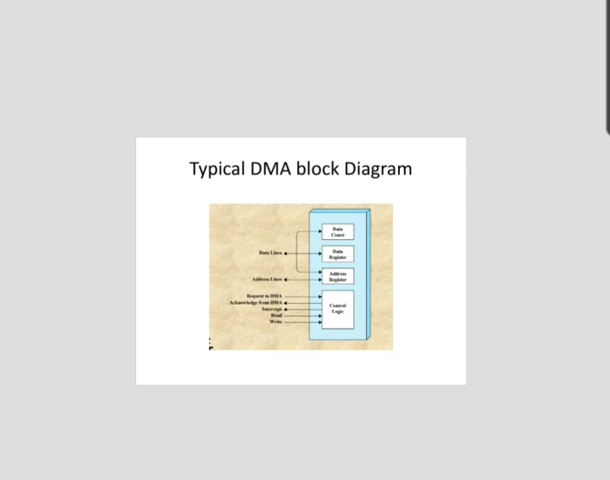 Typical DMA block Diagram
Data
Count
Data Lines
Data
Register
Address Lines
Address
Register
Request to DMA
Acknowledge from DMA
Interrupt
Read
Write
Control
Logic